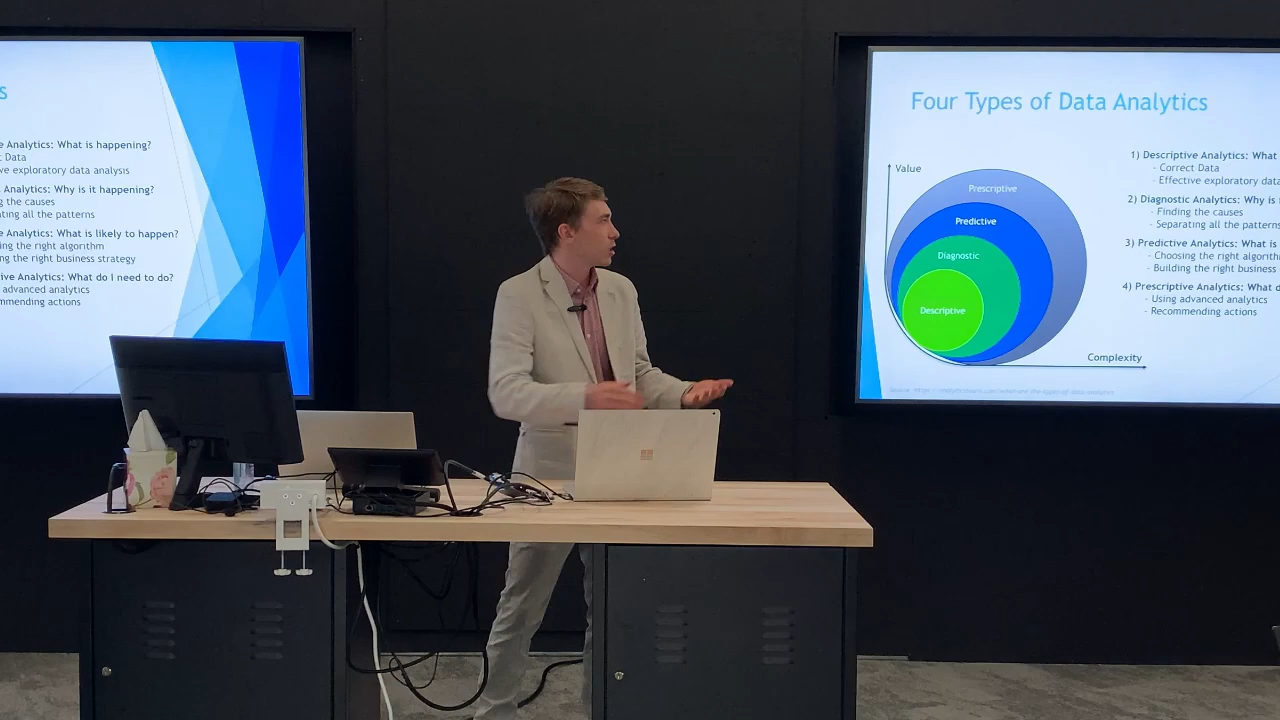 s
e Analytics: What is happening?
t Data
ve exploratory data analysis
Analytics: Why is it happening?
g the causes
ating all the patterns
e Analytics: What is likely to happen?
ing the right algorithm
ng the right business strategy
ive Analytics: What do I need to do?
advanced analytics
mmending actions
Four Types of Data Analytics
Value
Prescriptive
Predictive
Diagnostic
Descriptive
Complexity
1) Descriptive Analytics: What
- Correct Data
- Effective exploratory data
2) Diagnostic Analytics: Why is i
- Finding the causes
- Separating all the patterns
3) Predictive Analytics: What is
- Choosing the right algorithm
- Building the right business
4) Prescriptive Analytics: What d
- Using advanced analytics
- Recommending actions